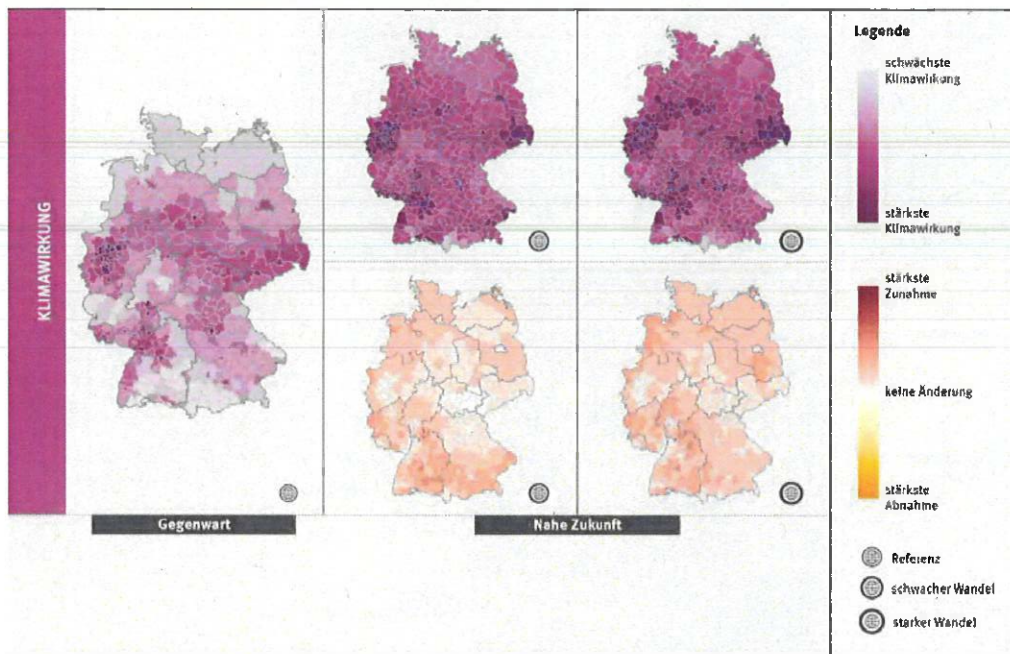 KLIMAWIRKUNG
Gegenwart
Nahe Zukunft
Legende
schwächste
Klimawirkung
stärkste
Klimawirkung
stärkste
Zunahme
keine Änderung
stärkste
Abnahme
Referenz
schwacher Wandel
starker Wandel